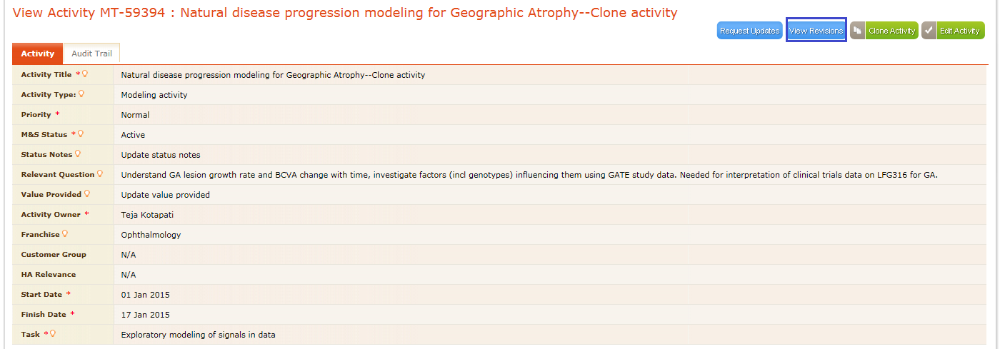 View Activity MT-59394 : Natural disease progression modeling for Geographic Atrophy--Clone activity
Request Updates View Revisions Clone Activity Edit Activity
Activity Audit Trail
Activity Title * Natural disease progression modeling for Geographic Atrophy--Clone activity
Activity Type: Modeling activity
Priority * Normal
M&S Status * Active
Status Notes Update status notes
Relevant Question Understand GA lesion growth rate and BCVA change with time, investigate factors (incl genotypes) influencing them using GATE study data. Needed for interpretation of clinical trials data on LFG316 for GA.
Value Provided Update value provided
Activity Owner * Teja Kotapati
Franchise Ophthalmology
Customer Group N/A
HA Relevance N/A
Start Date * 01 Jan 2015
Finish Date * 17 Jan 2015
Task * Exploratory modeling of signals in data